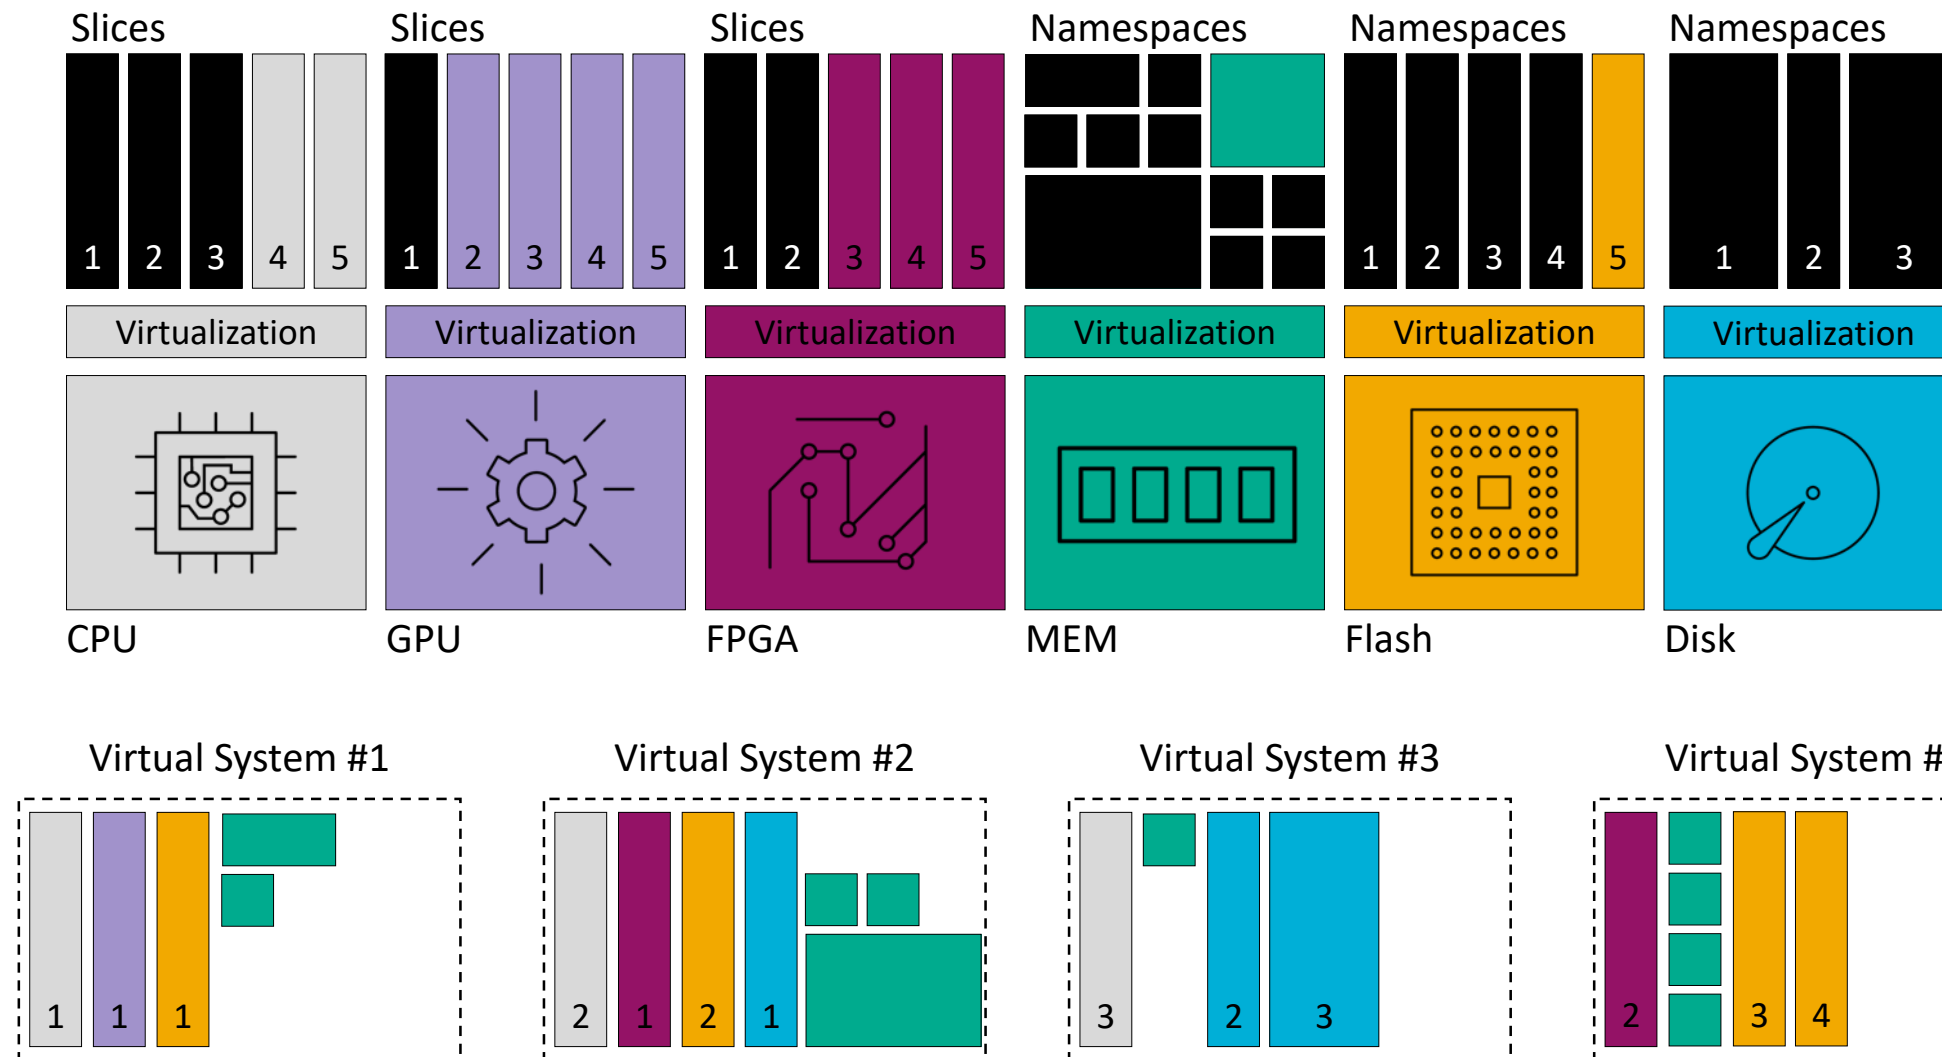 Slices Slices Slices Namespaces Namespaces Namespaces
1 2 3 4 5 1 2 3 4 5 1 2 3 4 5 1 2 3 4 5 1 2 3
Virtualization Virtualization Virtualization Virtualization Virtualization Virtualization
CPU GPU FPGA MEM Flash Disk
Virtual System #1 Virtual System #2 Virtual System #3 Virtual System #
1 1 1 2 1 2 1 3 2 3 2 3 4